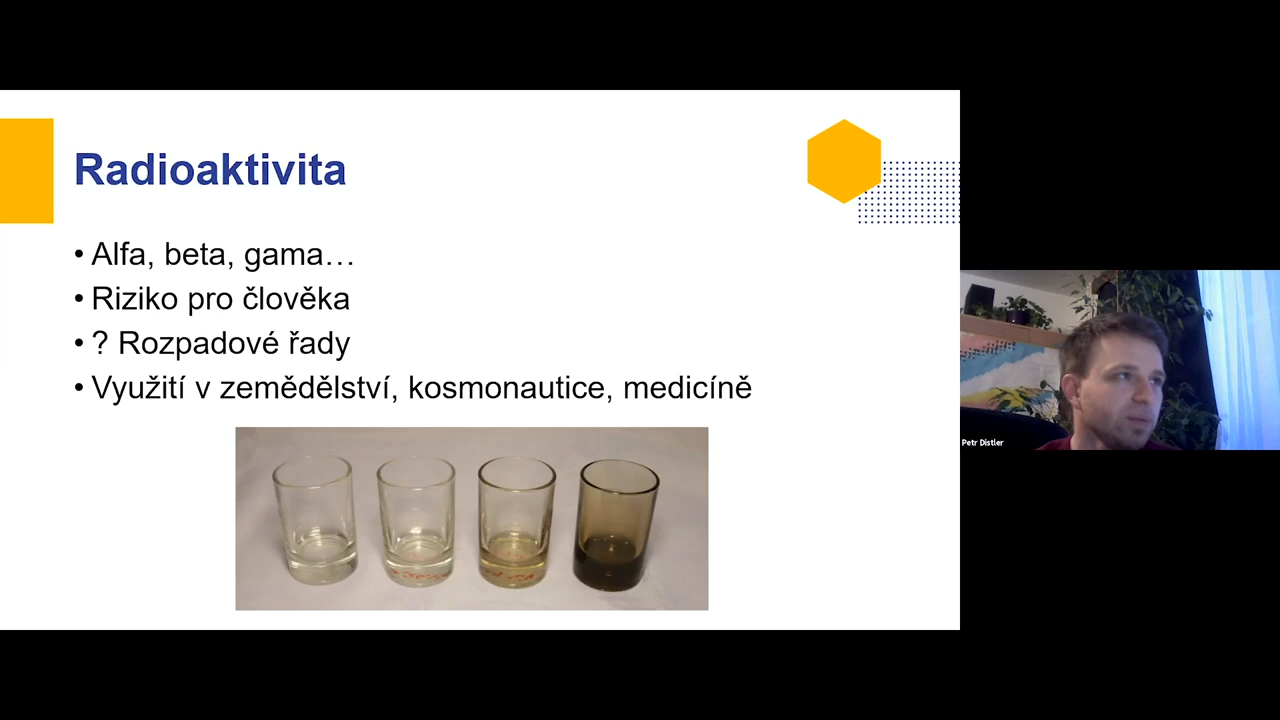 Radioaktivita
• Alfa, beta, gama…
• Riziko pro člověka
• ? Rozpadové řady
• Využití v zemědělství, kosmonautice, medicíně
Petr Distler